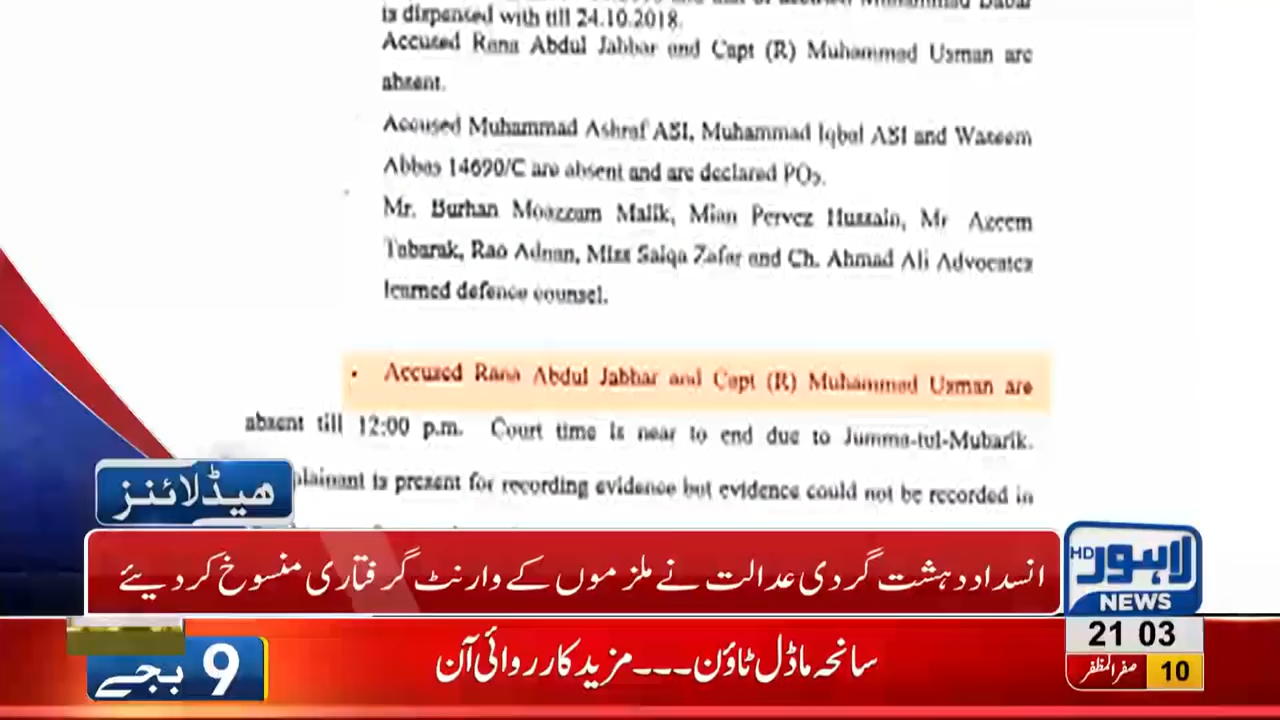 is dispensed with till 24.10.2018.
Accused Rana Abdul Jabbar and Capt (R) Muhammad Usman are
absent.
Accused Muhammad Ashraf ASI, Muhammad Iqbal ASI and Waseem
Abbas 14690/C are absent and are declared POs.
Mr. Burhan Moazzam Malik, Mian Pervez Hussain, Mr Azeem
Tabarak, Rao Adnan, Miss Saiqa Zafar and Ch. Ahmad Ali Advocates
learned defence counsel.
• Accused Rana Abdul Jabbar and Capt (R) Muhammad Usman are
absent till 12:00 p.m. Court time is near to end due to Jumma-tul-Mubarik.
plainant is present for recording evidence but evidence could not be recorded in
ھیڈلائنز
انسداد دہشت گردی عدالت نے ملزموں کے وارنٹ گرفتاری منسوخ کر دیئے
لاہور HD
NEWS
21 03
سانحہ ماڈل ٹاؤن ۔۔۔ مزید کارروائی آن
9 بجے
10 صفر المظفر